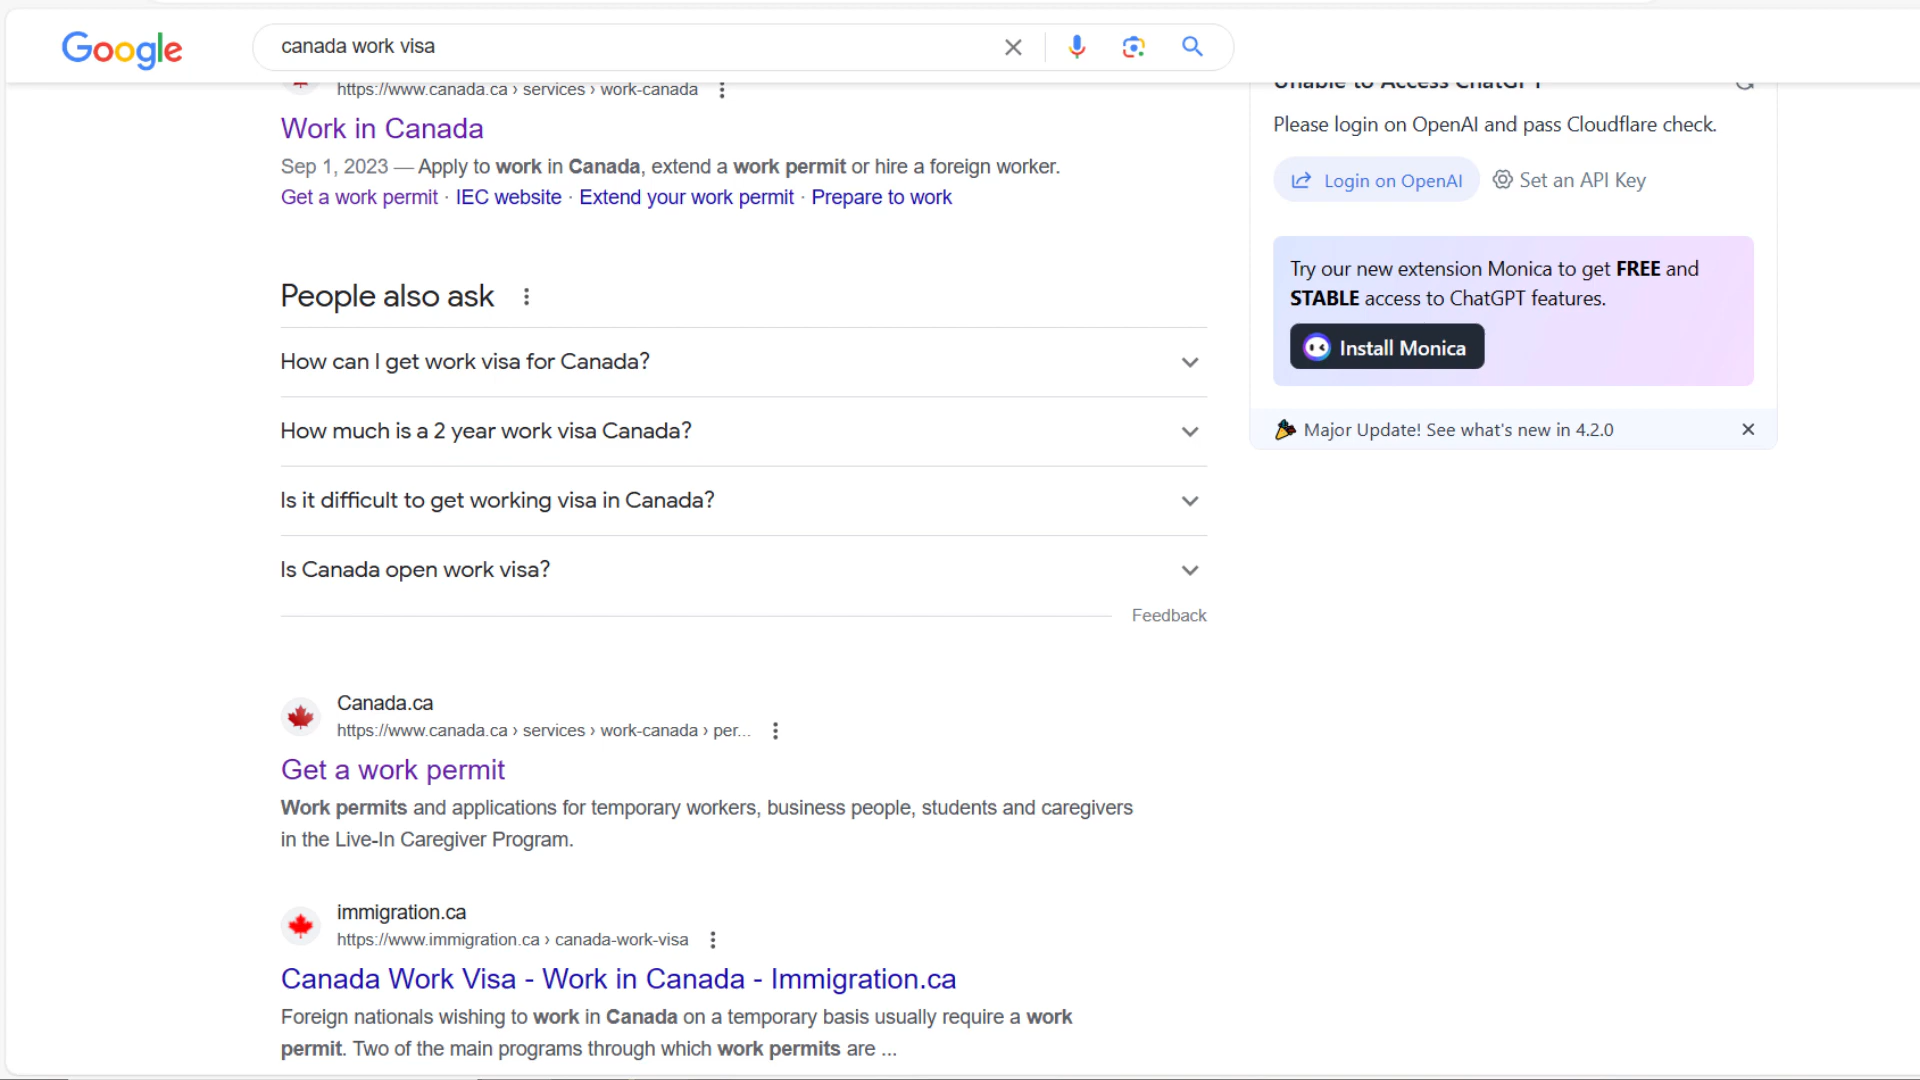 Google
canada work visa
https://www.canada.ca › services › work-canada
Work in Canada
Sep 1, 2023 — Apply to work in Canada, extend a work permit or hire a foreign worker.
Get a work permit · IEC website · Extend your work permit · Prepare to work
People also ask
How can I get work visa for Canada?
How much is a 2 year work visa Canada?
Is it difficult to get working visa in Canada?
Is Canada open work visa?
Feedback
Canada.ca
https://www.canada.ca › services › work-canada › per...
Get a work permit
Work permits and applications for temporary workers, business people, students and caregivers
in the Live-In Caregiver Program.
immigration.ca
https://www.immigration.ca › canada-work-visa
Canada Work Visa - Work in Canada - Immigration.ca
Foreign nationals wishing to work in Canada on a temporary basis usually require a work
permit. Two of the main programs through which work permits are ...
Unable to Access ChatGPT
Please login on OpenAI and pass Cloudflare check.
Login on OpenAI
Set an API Key
Try our new extension Monica to get FREE and
STABLE access to ChatGPT features.
Install Monica
Major Update! See what's new in 4.2.0